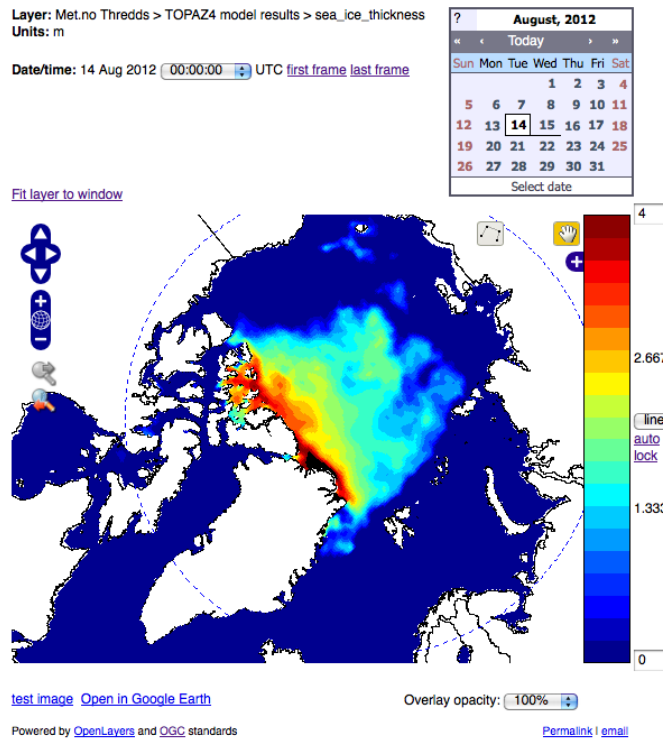 Layer: Met.no Thredds > TOPAZ4 model results > sea_ice_thickness
Units: m
Date/time: 14 Aug 2012 00:00:00 UTC first frame last frame
? August, 2012
« ‹ Today › »
Sun Mon Tue Wed Thu Fri Sat
1 2 3 4
5 6 7 8 9 10 11
12 13 14 15 16 17 18
19 20 21 22 23 24 25
26 27 28 29 30 31
Select date
Fit layer to window
4
2.667
line
auto
lock
1.333
0
test image Open in Google Earth
Overlay opacity: 100%
Powered by OpenLayers and OGC standards
Permalink | email